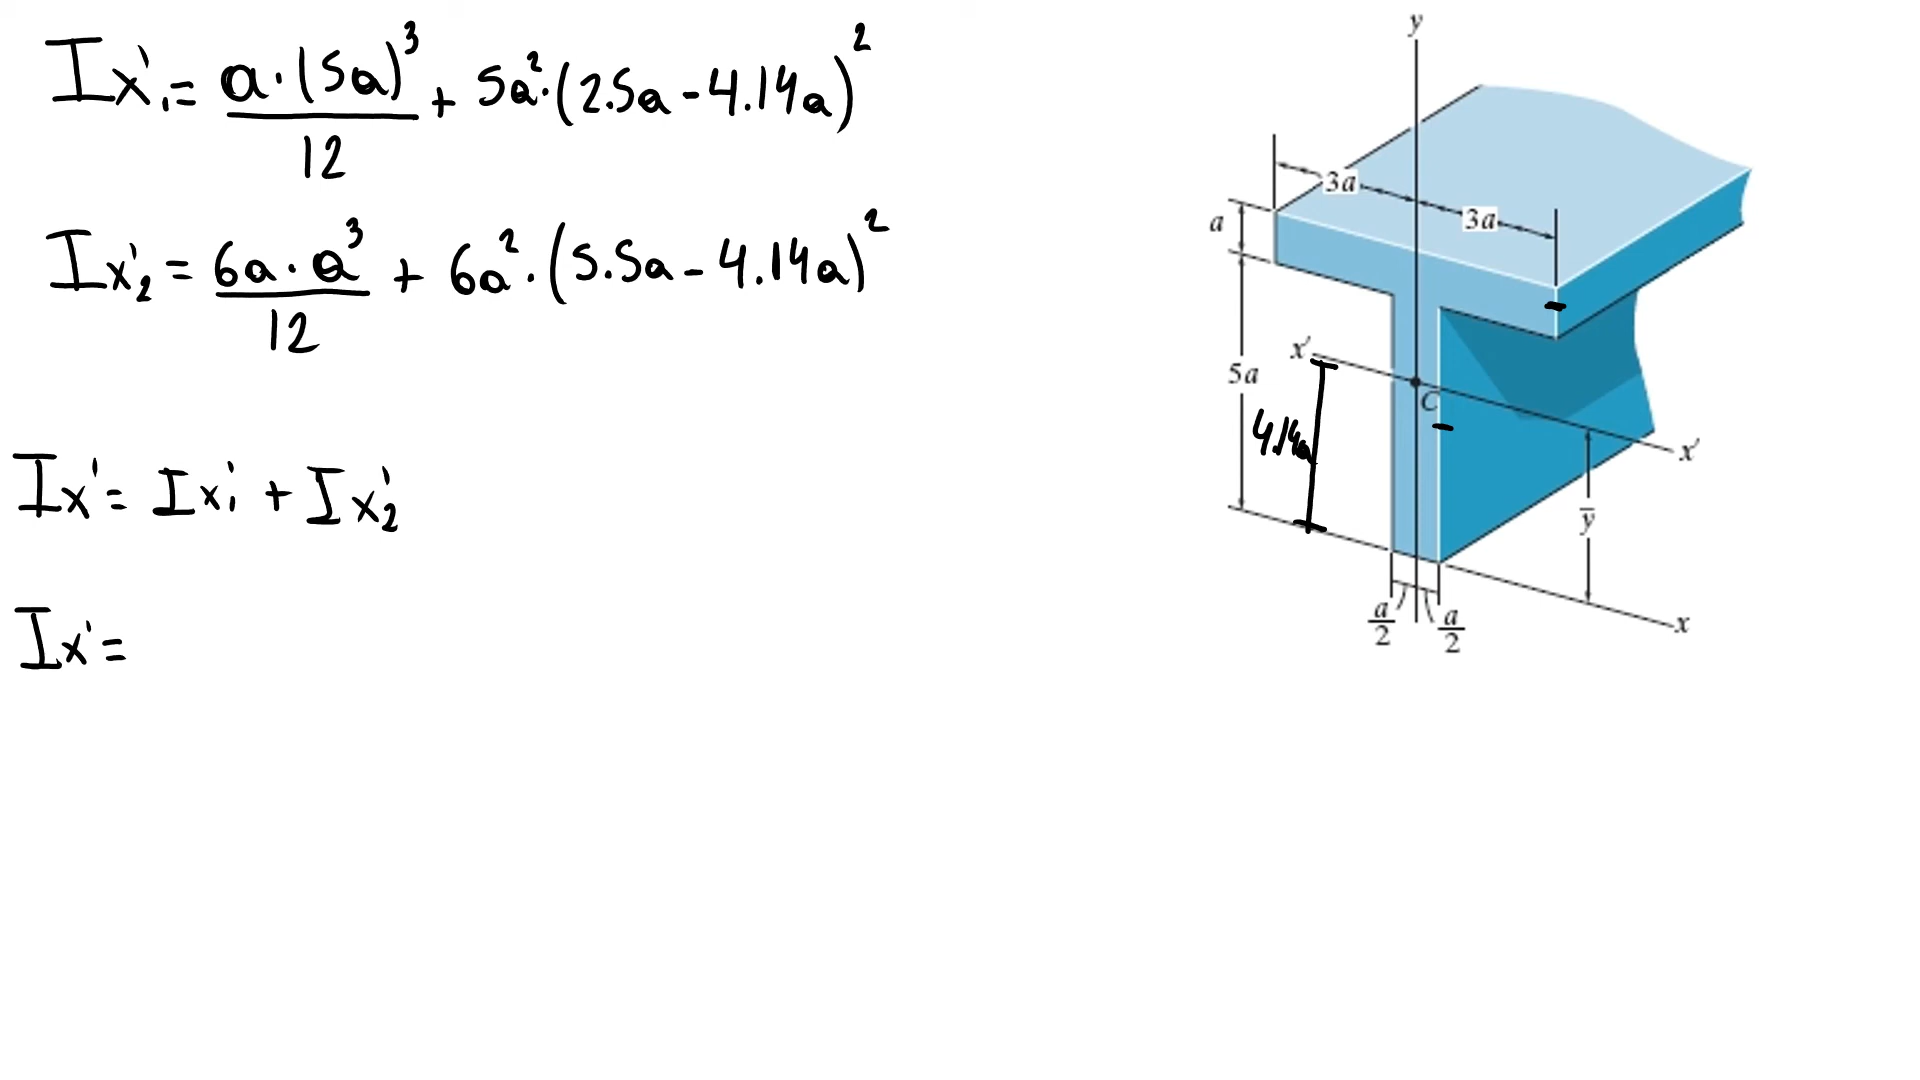 Ix'₁ = a·(5a)³/12 + 5a²·(2.5a - 4.14a)²
Ix'₂ = 6a·a³/12 + 6a²·(5.5a - 4.14a)²
Ix' = Ix'₁ + Ix'₂
Ix' =
y
3a
3a
a
x'
5a
C
4.14a
x'
y̅
a/2
a/2
x